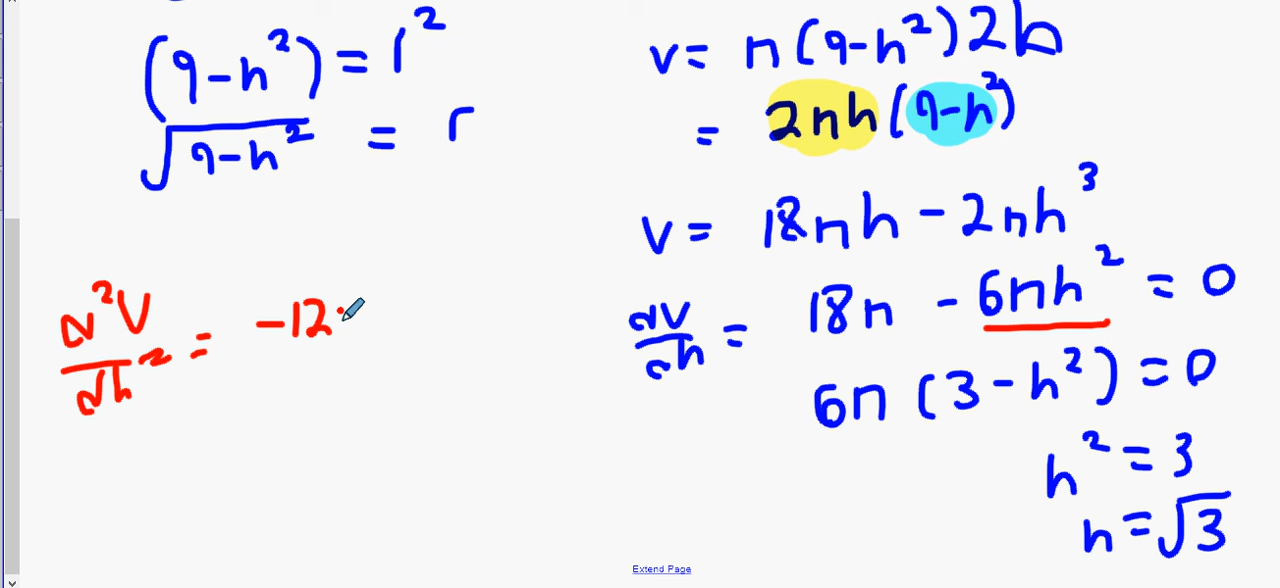 (9-h²) = r²
√(9-h²) = r
d²V/dh² = -12
V = π(9-h²)2h
= 2πh(9-h²)
V = 18πh - 2πh³
dV/dh = 18π - 6πh² = 0
6π(3-h²) = 0
h² = 3
h = √3
Extend Page